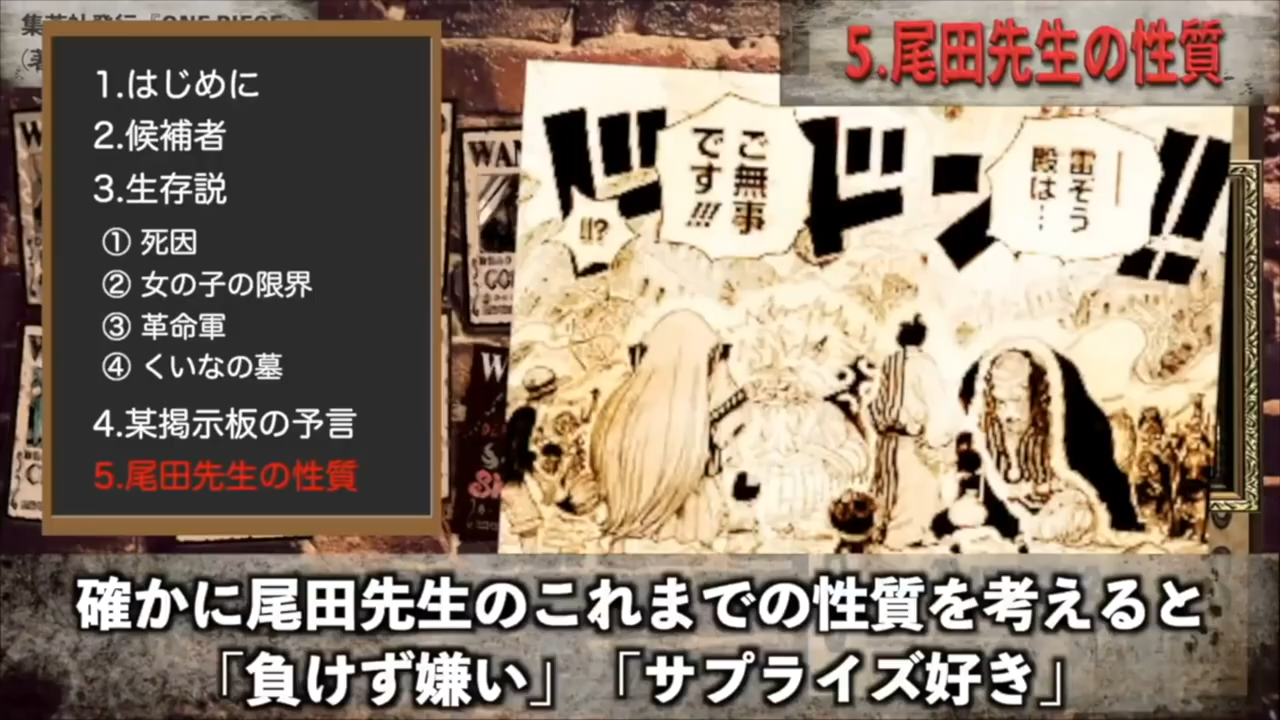 集英社発行『ONE PIECE』
5.尾田先生の性質
1.はじめに
2.候補者
3.生存説
① 死因
② 女の子の限界
③ 革命軍
④ くいなの墓
4.某掲示板の予言
5.尾田先生の性質
WAN
ドドン!!
雷ぞう
殿は…
ご無事
です!!!
!!?
確かに尾田先生のこれまでの性質を考えると
「負けず嫌い」「サプライズ好き」